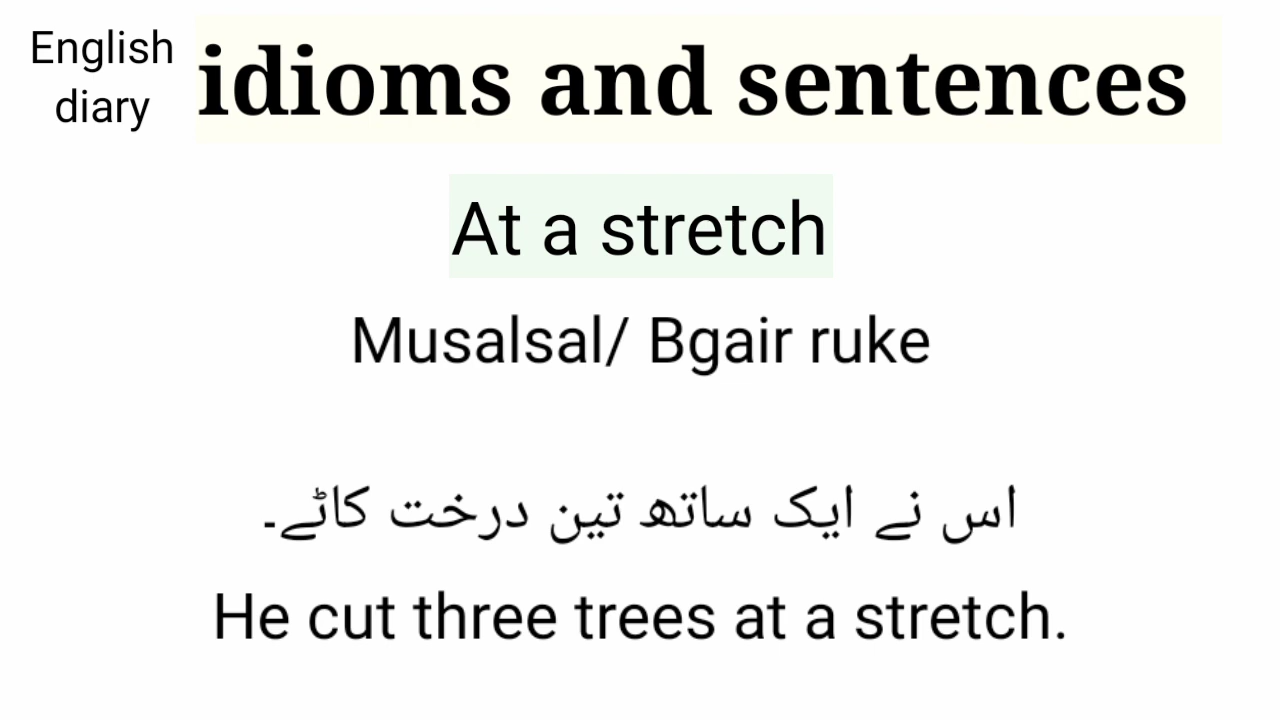 English
diary
idioms and sentences
At a stretch
Musalsal/ Bgair ruke
اس نے ایک ساتھ تین درخت کاٹے۔
He cut three trees at a stretch.